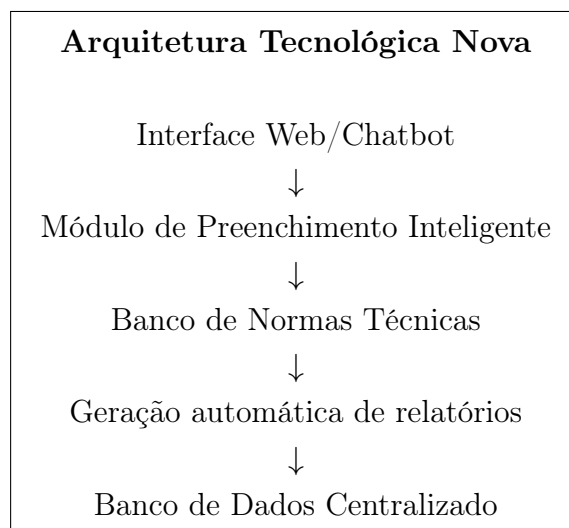 Arquitetura Tecnológica Nova
Interface Web/Chatbot
↓
Módulo de Preenchimento Inteligente
↓
Banco de Normas Técnicas
↓
Geração automática de relatórios
↓
Banco de Dados Centralizado